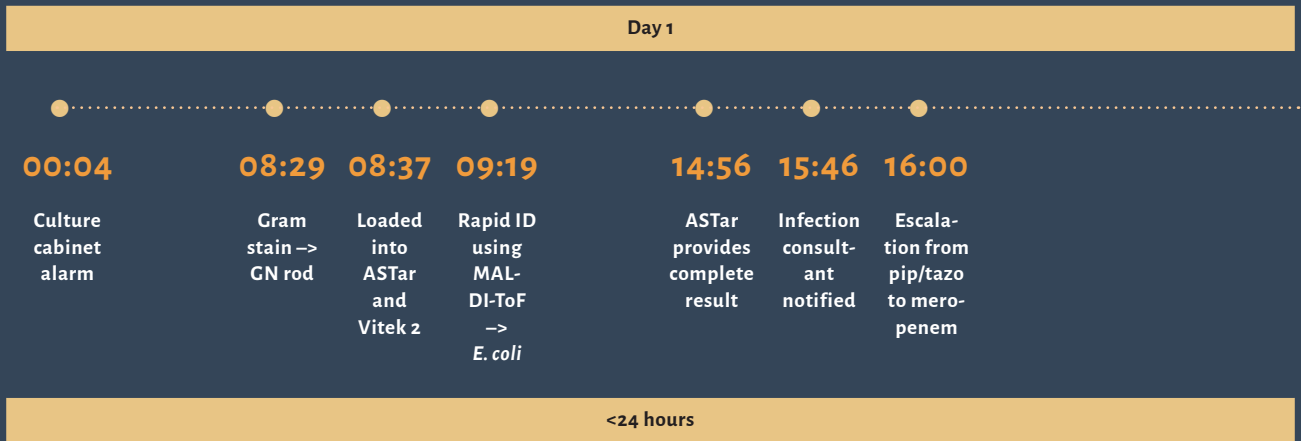 Day 1
00:04
Culture
cabinet
alarm
08:29
Gram
stain –>
GN rod
08:37
Loaded
into
ASTar
and
Vitek 2
09:19
Rapid ID
using
MAL-
DI-ToF
–>
E. coli
14:56
ASTar
provides
complete
result
15:46
Infection
consult-
ant
notified
16:00
Escala-
tion from
pip/tazo
to mero-
penem
<24 hours